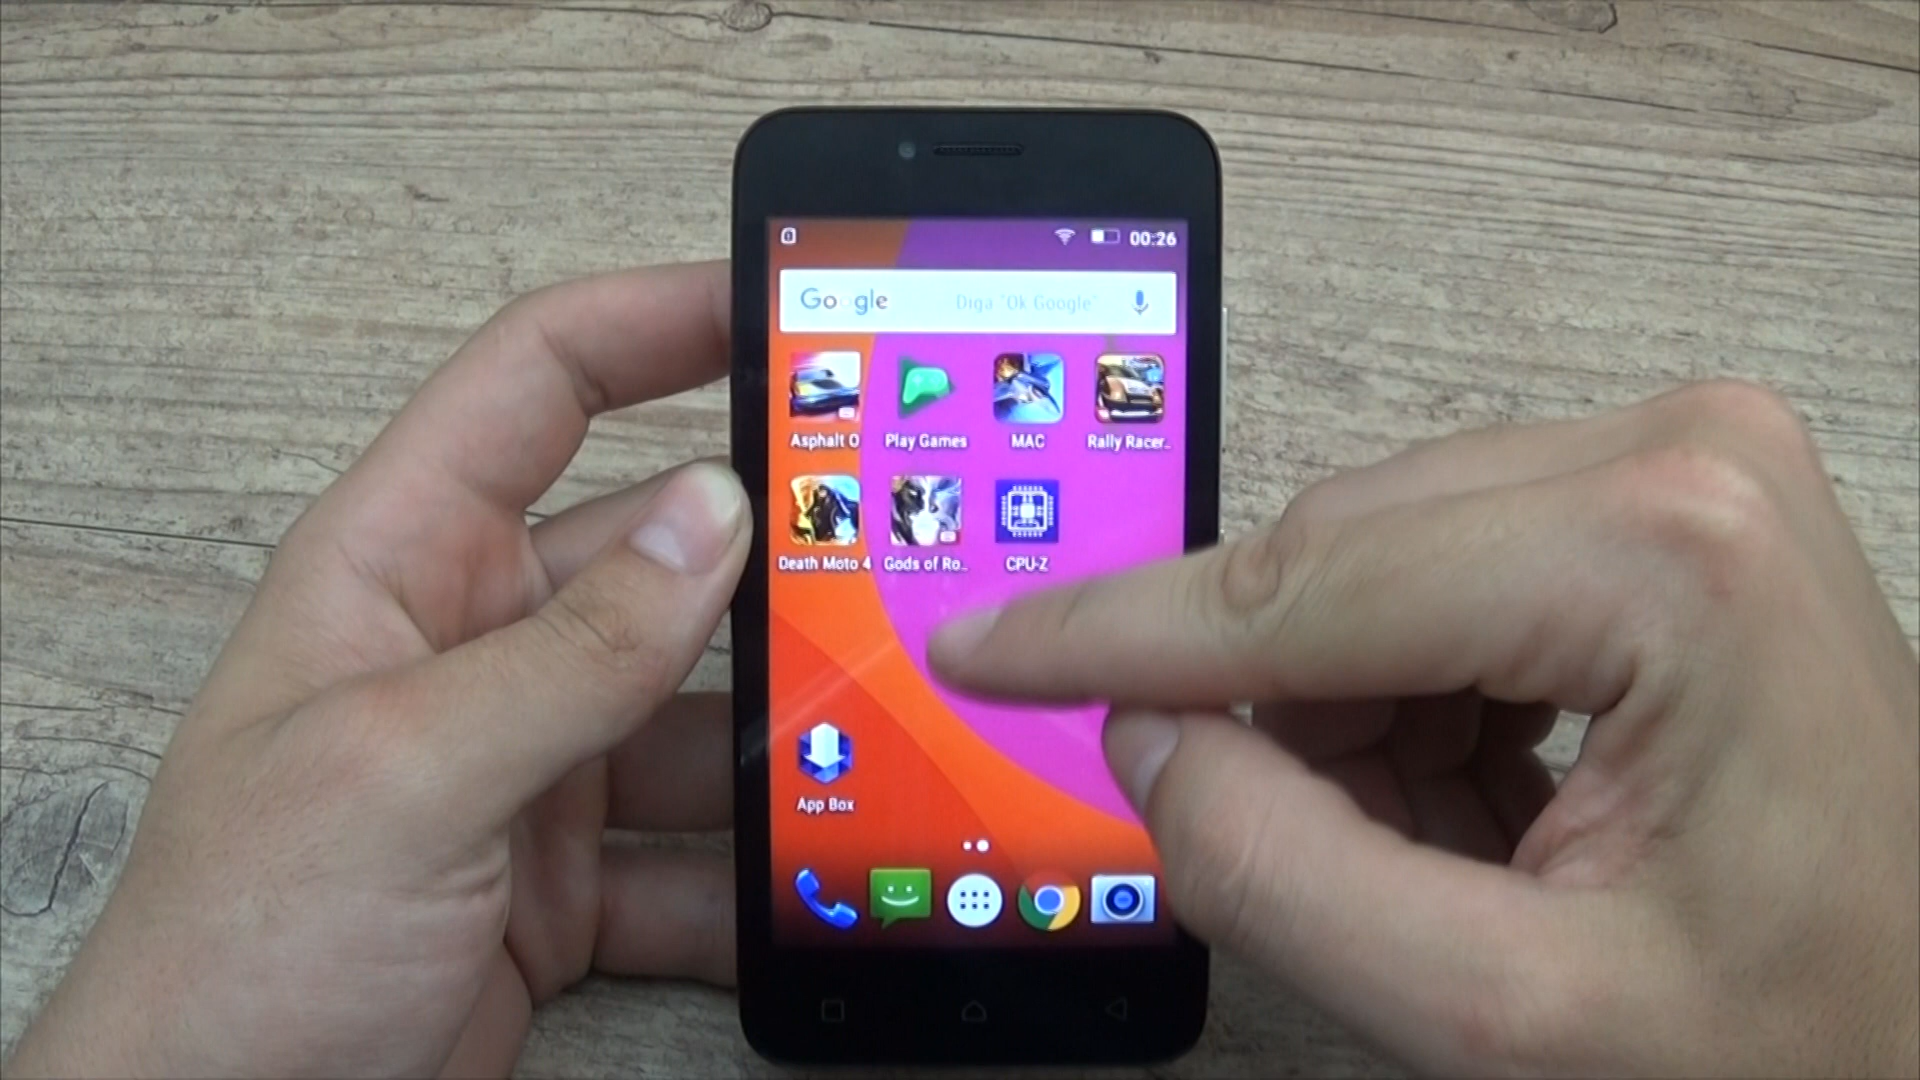 00:26
Google Diga "Ok Google"
Asphalt O Play Games MAC Rally Racer..
Death Moto 4 Gods of Ro.. CPU-Z
App Box